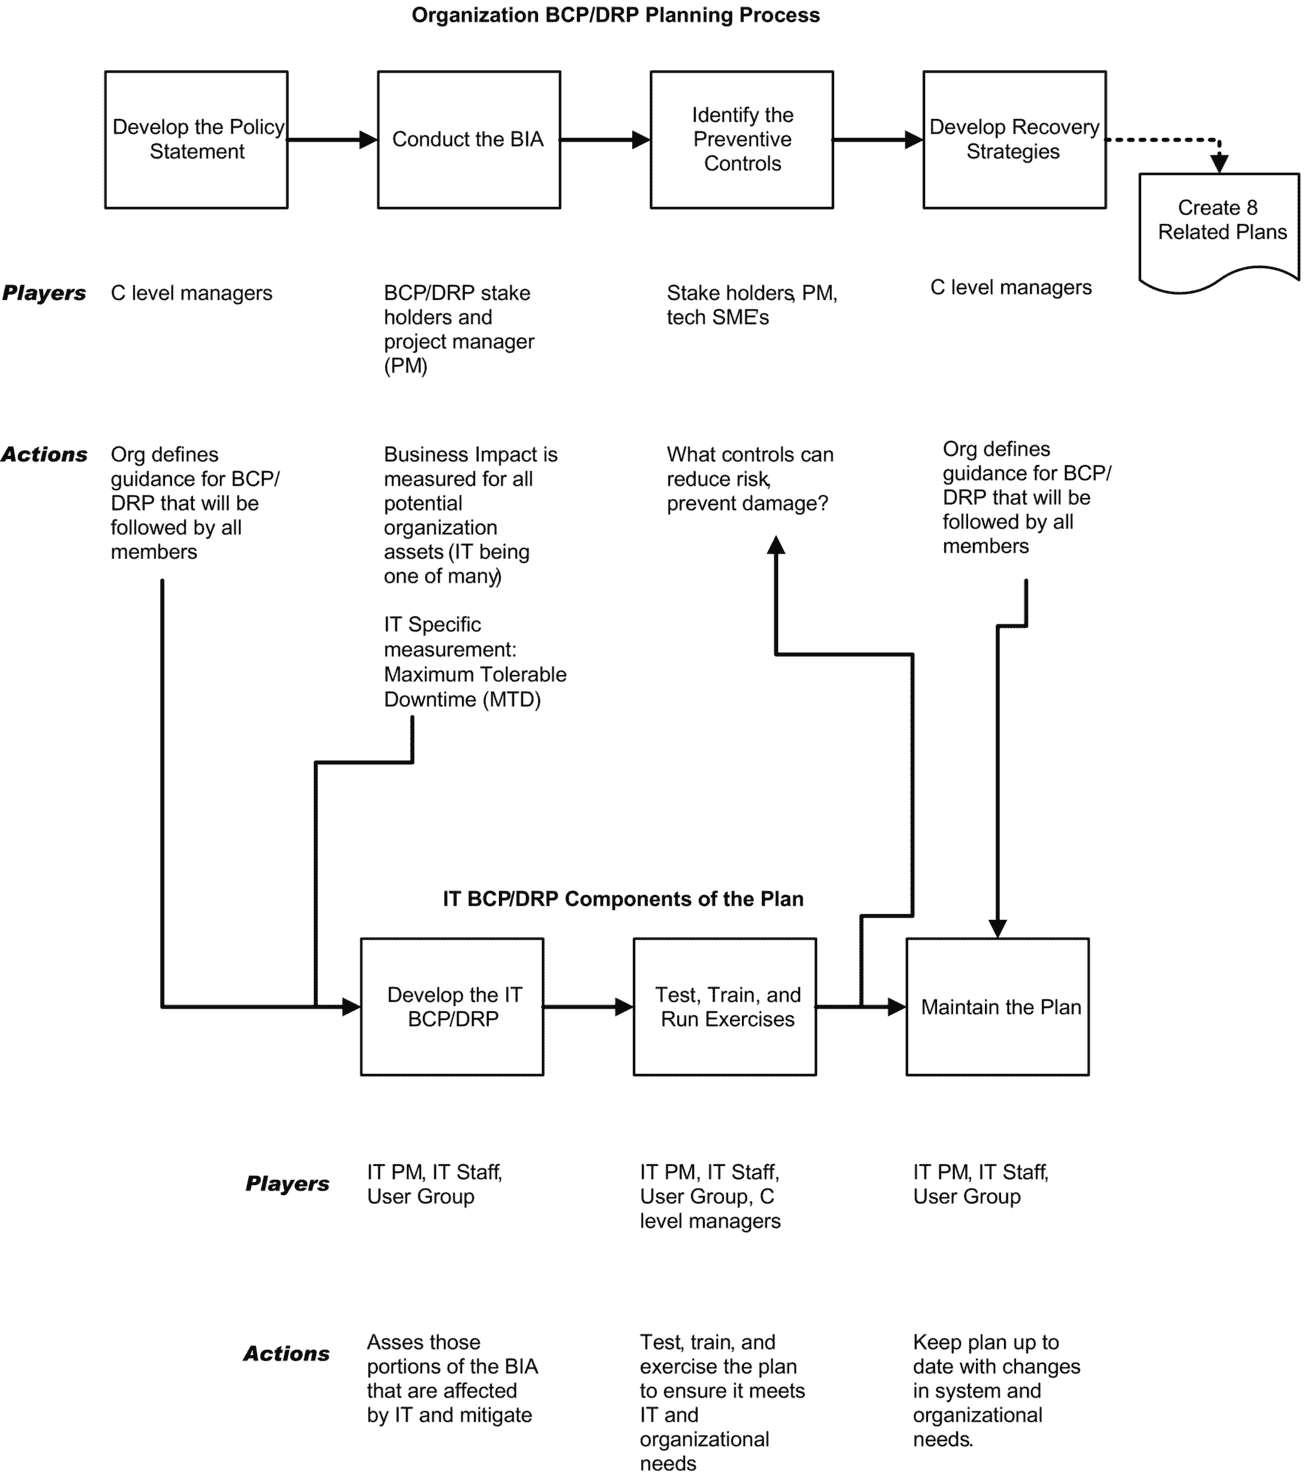 Organization BCP/DRP Planning Process
Develop the Policy
Statement
Conduct the BIA
Identify the
Preventive
Controls
Develop Recovery
Strategies
Create 8
Related Plans
Players
C level managers
BCP/DRP stake
holders and
project manager
(PM)
Stake holders, PM,
tech SME's
C level managers
Actions
Org defines
guidance for BCP/
DRP that will be
followed by all
members
Business Impact is
measured for all
potential
organization
assets (IT being
one of many)
IT Specific
measurement:
Maximum Tolerable
Downtime (MTD)
What controls can
reduce risk,
prevent damage?
Org defines
guidance for BCP/
DRP that will be
followed by all
members
IT BCP/DRP Components of the Plan
Develop the IT
BCP/DRP
Test, Train, and
Run Exercises
Maintain the Plan
Players
IT PM, IT Staff,
User Group
IT PM, IT Staff,
User Group, C
level managers
IT PM, IT Staff,
User Group
Actions
Asses those
portions of the BIA
that are affected
by IT and mitigate
Test, train, and
exercise the plan
to ensure it meets
IT and
organizational
needs
Keep plan up to
date with changes
in system and
organizational
needs.